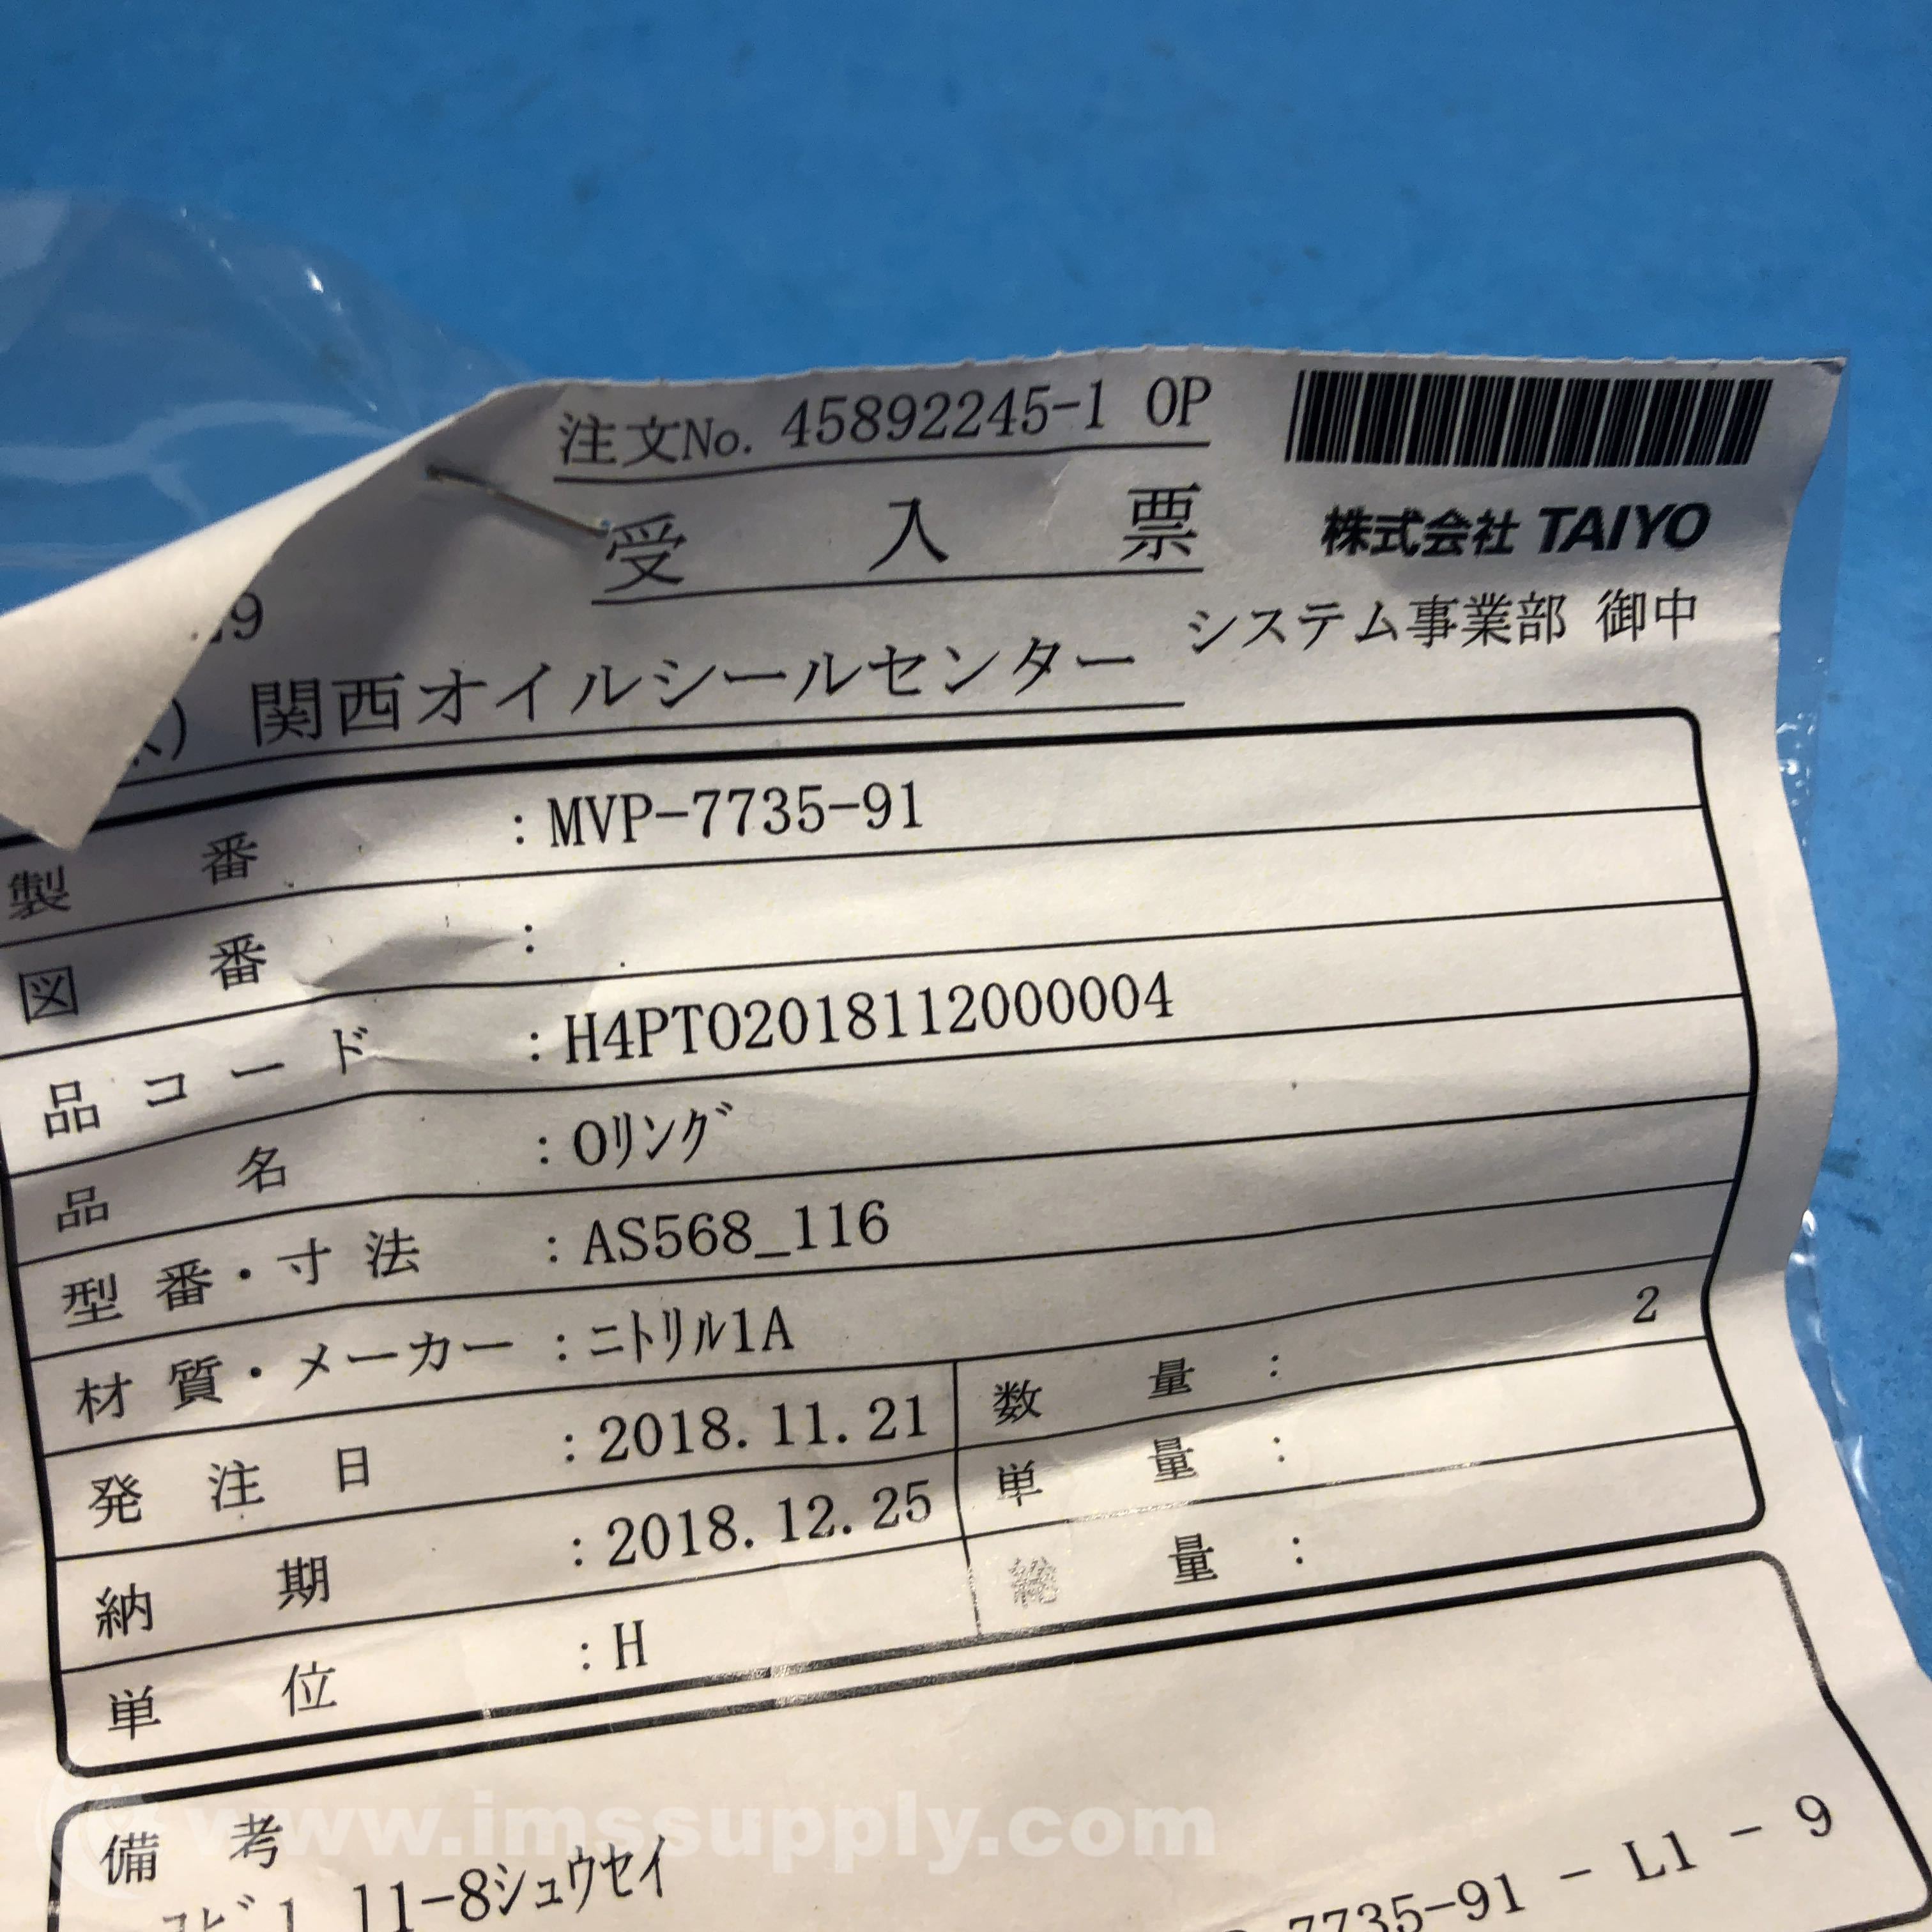 注文No. 45892245-1 OP
受入票
株式会社 TAIYO
システム事業部 御中
9
関西オイルシールセンター
製番 : MVP-7735-91
図番 :
品コード : H4PTO2018112000004
品名 : Oリング
型番・寸法 : AS568_116
材質・メーカー : ニトリル1A
発注日 : 2018.11.21 数量 : 2
納期 : 2018.12.25 単量 :
単位 : H 総量 :
備考
11-8シュウセイ
7735-91 - L1 - 9
www.imssupply.com